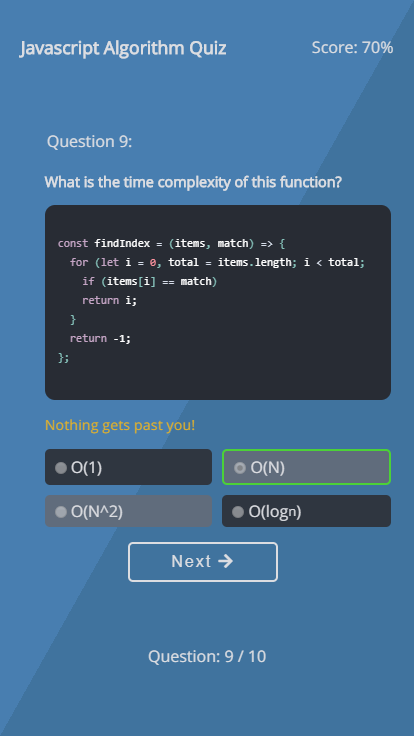 Javascript Algorithm Quiz
Score: 70%
Question 9:
What is the time complexity of this function?
const findIndex = (items, match) => {
  for (let i = 0, total = items.length; i < total;
    if (items[i] == match)
    return i;
  }
  return -1;
};
Nothing gets past you!
O(1)
O(N)
O(N^2)
O(logn)
Next →
Question: 9 / 10